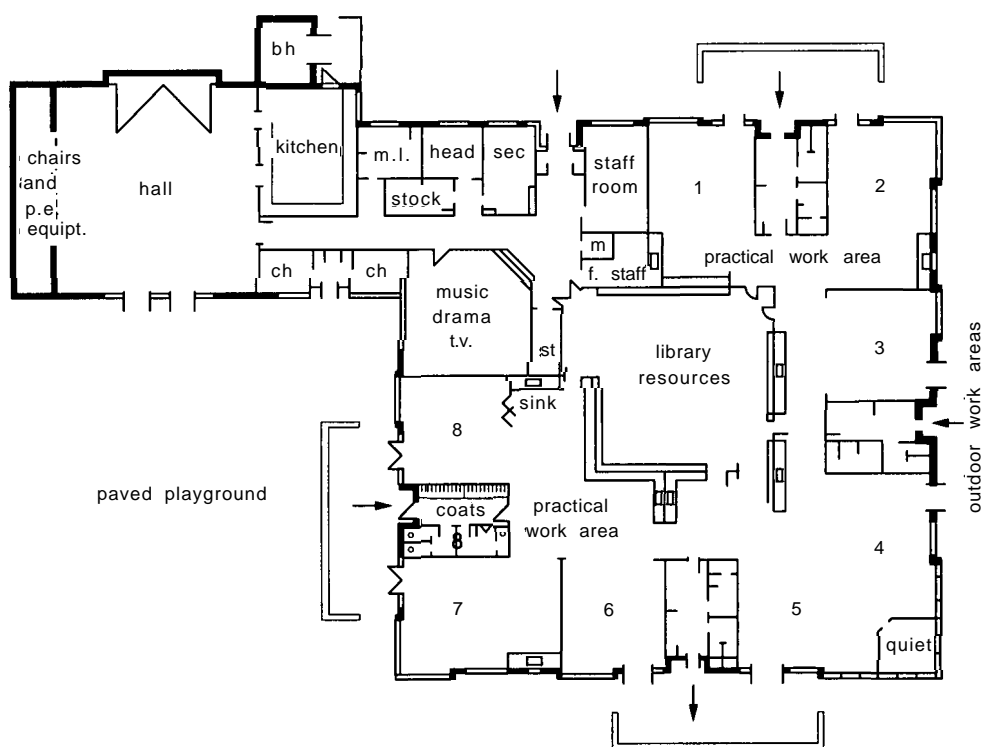 bh
chairs
and
p.e.
equipt.
hall
kitchen
m.l.
head
sec
stock
staff
room
1
2
m
f. staff
practical work area
ch
ch
music
drama
t.v.
st
library
resources
3
outdoor work areas
sink
8
paved playground
coats
8
practical
work area
4
7
6
5
quiet